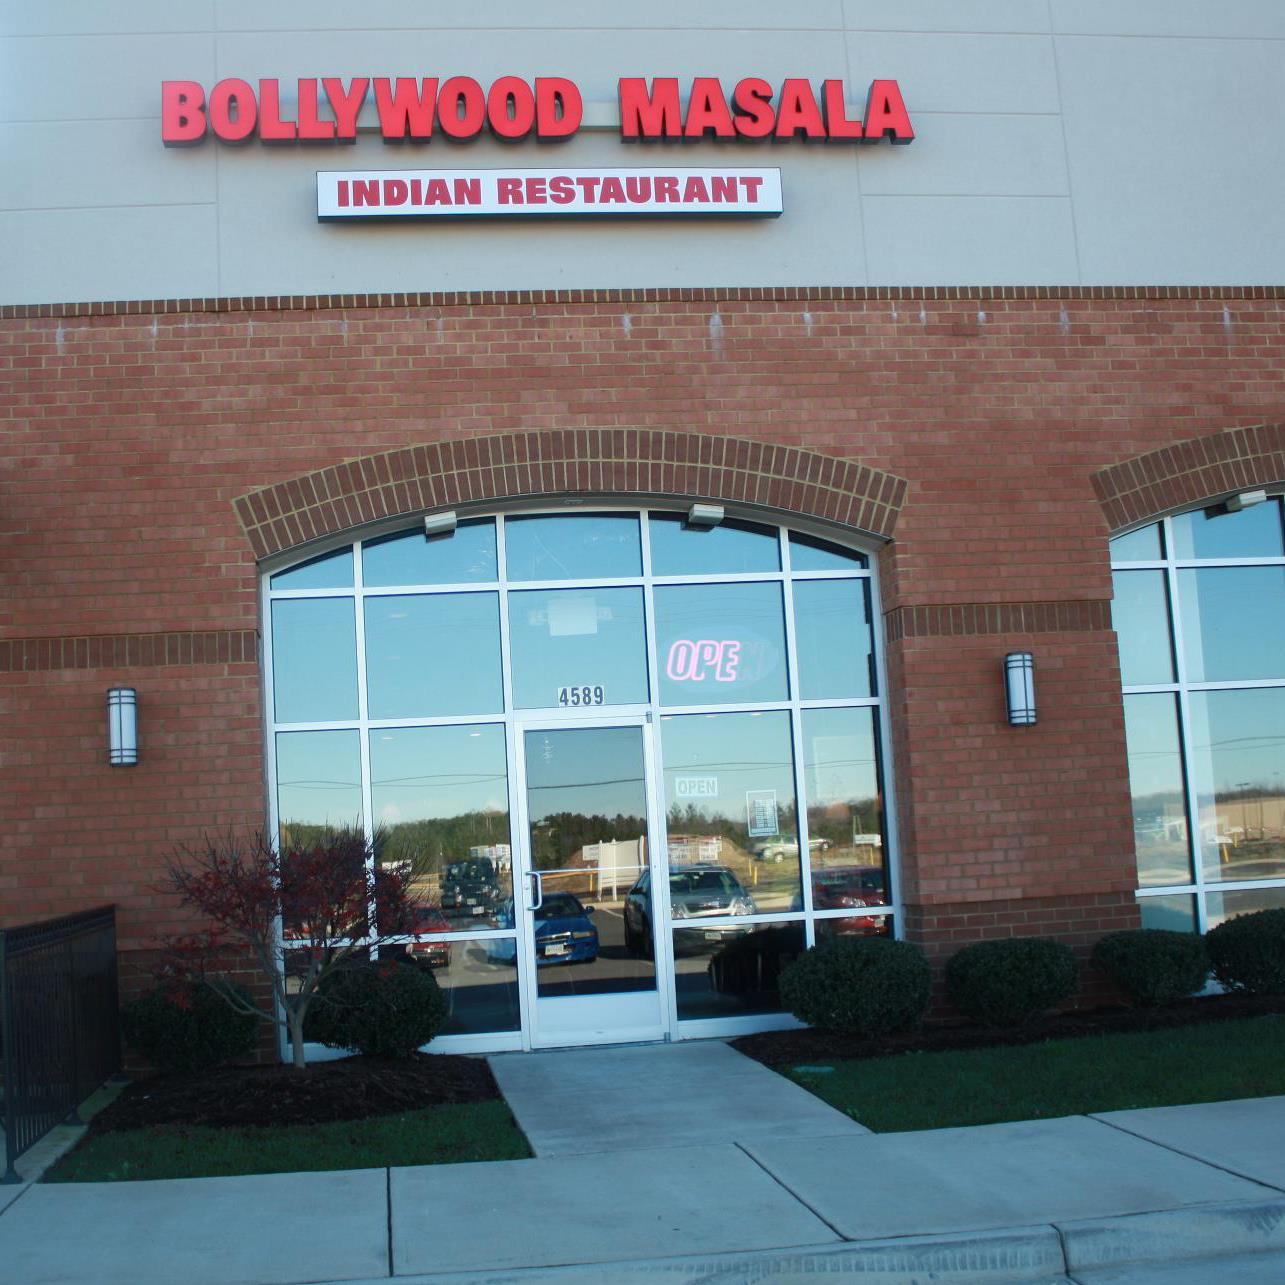 BOLLYWOOD MASALA
INDIAN RESTAURANT
OPEN
4589
OPEN